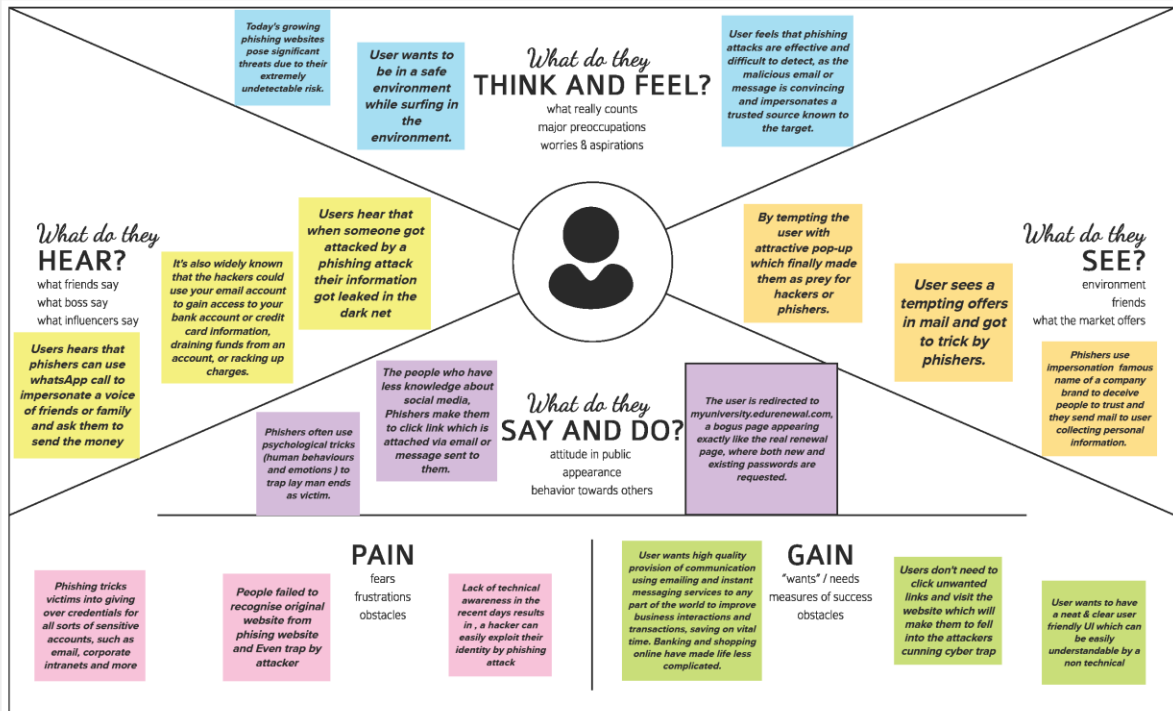 Today's growing
phishing websites
pose significant
threats due to their
extremely
undetectable risk.
User wants to
be in a safe
environment
while surfing in
the
environment.
What do they
THINK AND FEEL?
what really counts
major preoccupations
worries & aspirations
User feels that phishing
attacks are effective and
difficult to detect, as the
malicious email or
message is convincing
and impersonates a
trusted source known to
the target.
What do they
HEAR?
what friends say
what boss say
what influencers say
Users hears that
phishers can use
whatsApp call to
impersonate a voice
of friends or family
and ask them to
send the money
It's also widely known
that the hackers could
use your email account
to gain access to your
bank account or credit
card information,
draining funds from an
account, or racking up
charges.
Users hear that
when someone got
attacked by a
phishing attack
their information
got leaked in the
dark net
By tempting the
user with
attractive pop-up
which finally made
them as prey for
hackers or
phishers.
User sees a
tempting offers
in mail and got
to trick by
phishers.
What do they
SEE?
environment
friends
what the market offers
Phishers use
impersonation famous
name of a company
brand to deceive
people to trust and
they send mail to user
collecting personal
information.
Phishers often use
psychological tricks
(human behaviours
and emotions ) to
trap lay man ends
as victim.
The people who have
less knowledge about
social media,
Phishers make them
to click link which is
attached via email or
message sent to
them.
What do they
SAY AND DO?
attitude in public
appearance
behavior towards others
The user is redirected to
myuniversity.edurenewal.com,
a bogus page appearing
exactly like the real renewal
page, where both new and
existing passwords are
requested.
PAIN
fears
frustrations
obstacles
Phishing tricks
victims into giving
over credentials for
all sorts of sensitive
accounts, such as
email, corporate
intranets and more
People failed to
recognise original
website from
phising website
and Even trap by
attacker
Lack of technical
awareness in the
recent days results
in , a hacker can
easily exploit their
identity by phishing
attack
GAIN
"wants" / needs
measures of success
obstacles
User wants high quality
provision of communication
using emailing and instant
messaging services to any
part of the world to improve
business interactions and
transactions, saving on vital
time. Banking and shopping
online have made life less
complicated.
Users don't need to
click unwanted
links and visit the
website which will
make them to fell
into the attackers
cunning cyber trap
User wants to have
a neat & clear user
friendly UI which can
be easily
understandable by a
non technical